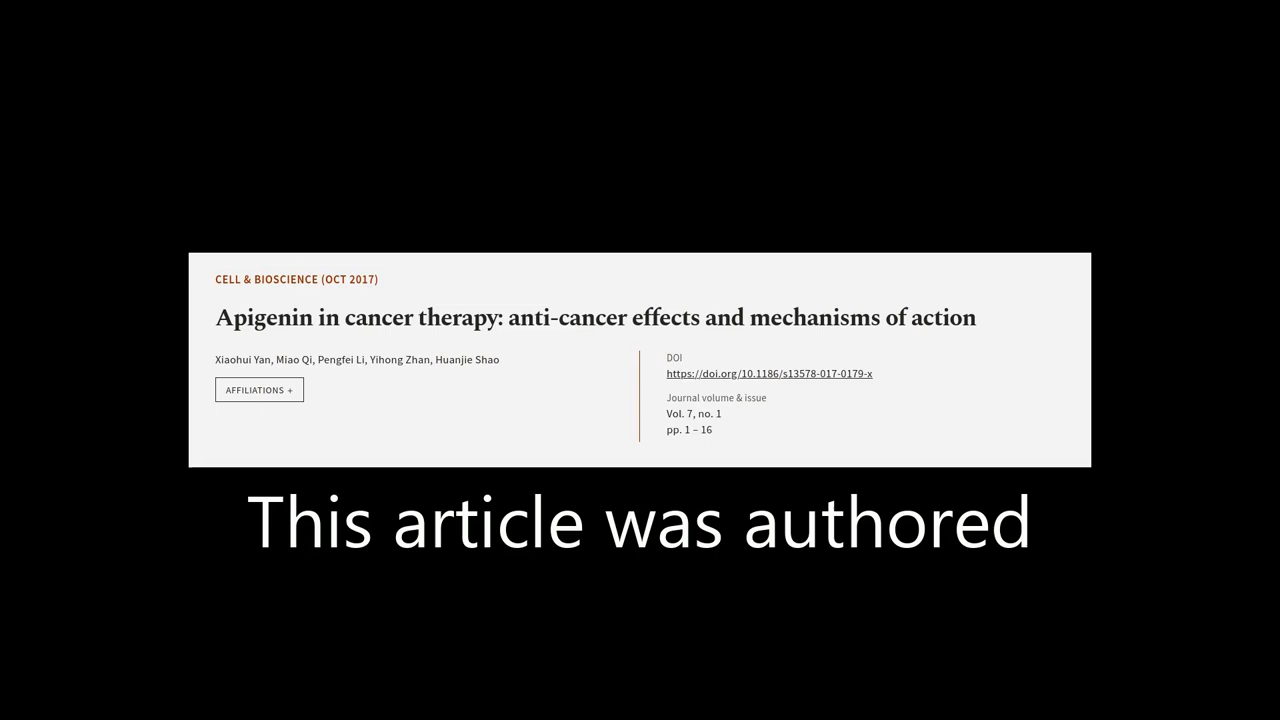 CELL & BIOSCIENCE (OCT 2017)
Apigenin in cancer therapy: anti-cancer effects and mechanisms of action
Xiaohui Yan, Miao Qi, Pengfei Li, Yihong Zhan, Huanjie Shao
AFFILIATIONS +
DOI
https://doi.org/10.1186/s13578-017-0179-x
Journal volume & issue
Vol. 7, no. 1
pp. 1 – 16
This article was authored